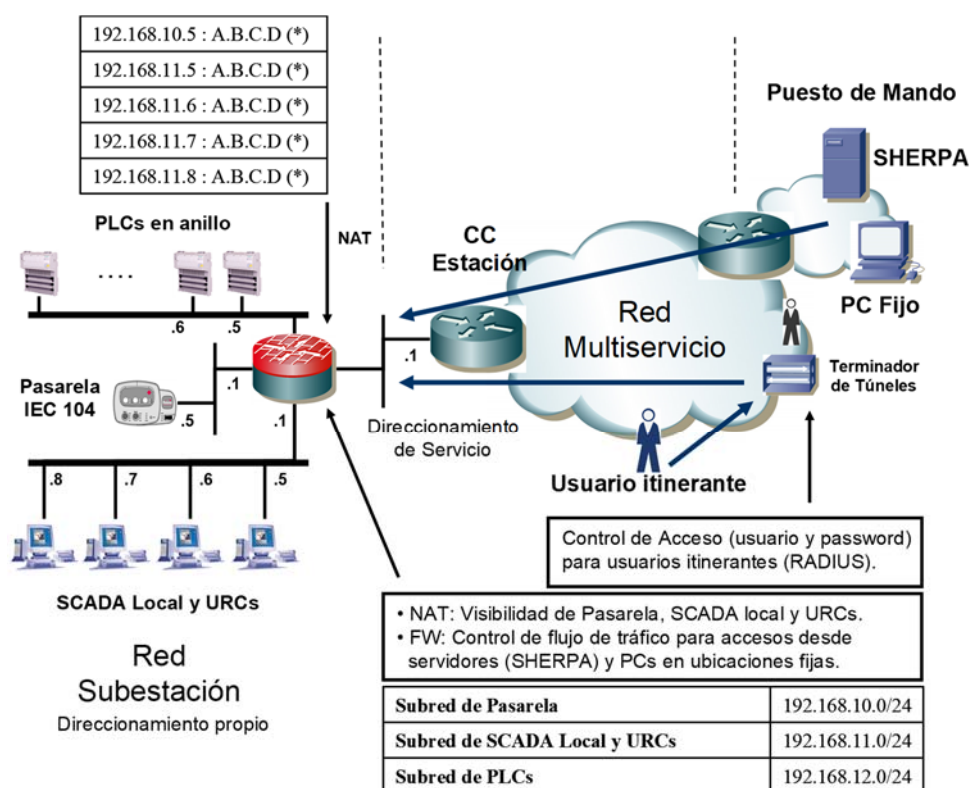 192.168.10.5 : A.B.C.D (*)
192.168.11.5 : A.B.C.D (*)
192.168.11.6 : A.B.C.D (*)
192.168.11.7 : A.B.C.D (*)
192.168.11.8 : A.B.C.D (*)
Puesto de Mando
SHERPA
PLCs en anillo
NAT
CC
Estación
PC Fijo
. . . .
.6
.5
Red
Multiservicio
.1
Terminador
de Túneles
Pasarela
IEC 104
.1
.5
.1
Direccionamiento
de Servicio
Usuario itinerante
.8
.7
.6
.5
Control de Acceso (usuario y password)
para usuarios itinerantes (RADIUS).
SCADA Local y URCs
• NAT: Visibilidad de Pasarela, SCADA local y URCs.
• FW: Control de flujo de tráfico para accesos desde
servidores (SHERPA) y PCs en ubicaciones fijas.
Red
Subestación
Direccionamiento propio
Subred de Pasarela 192.168.10.0/24
Subred de SCADA Local y URCs 192.168.11.0/24
Subred de PLCs 192.168.12.0/24